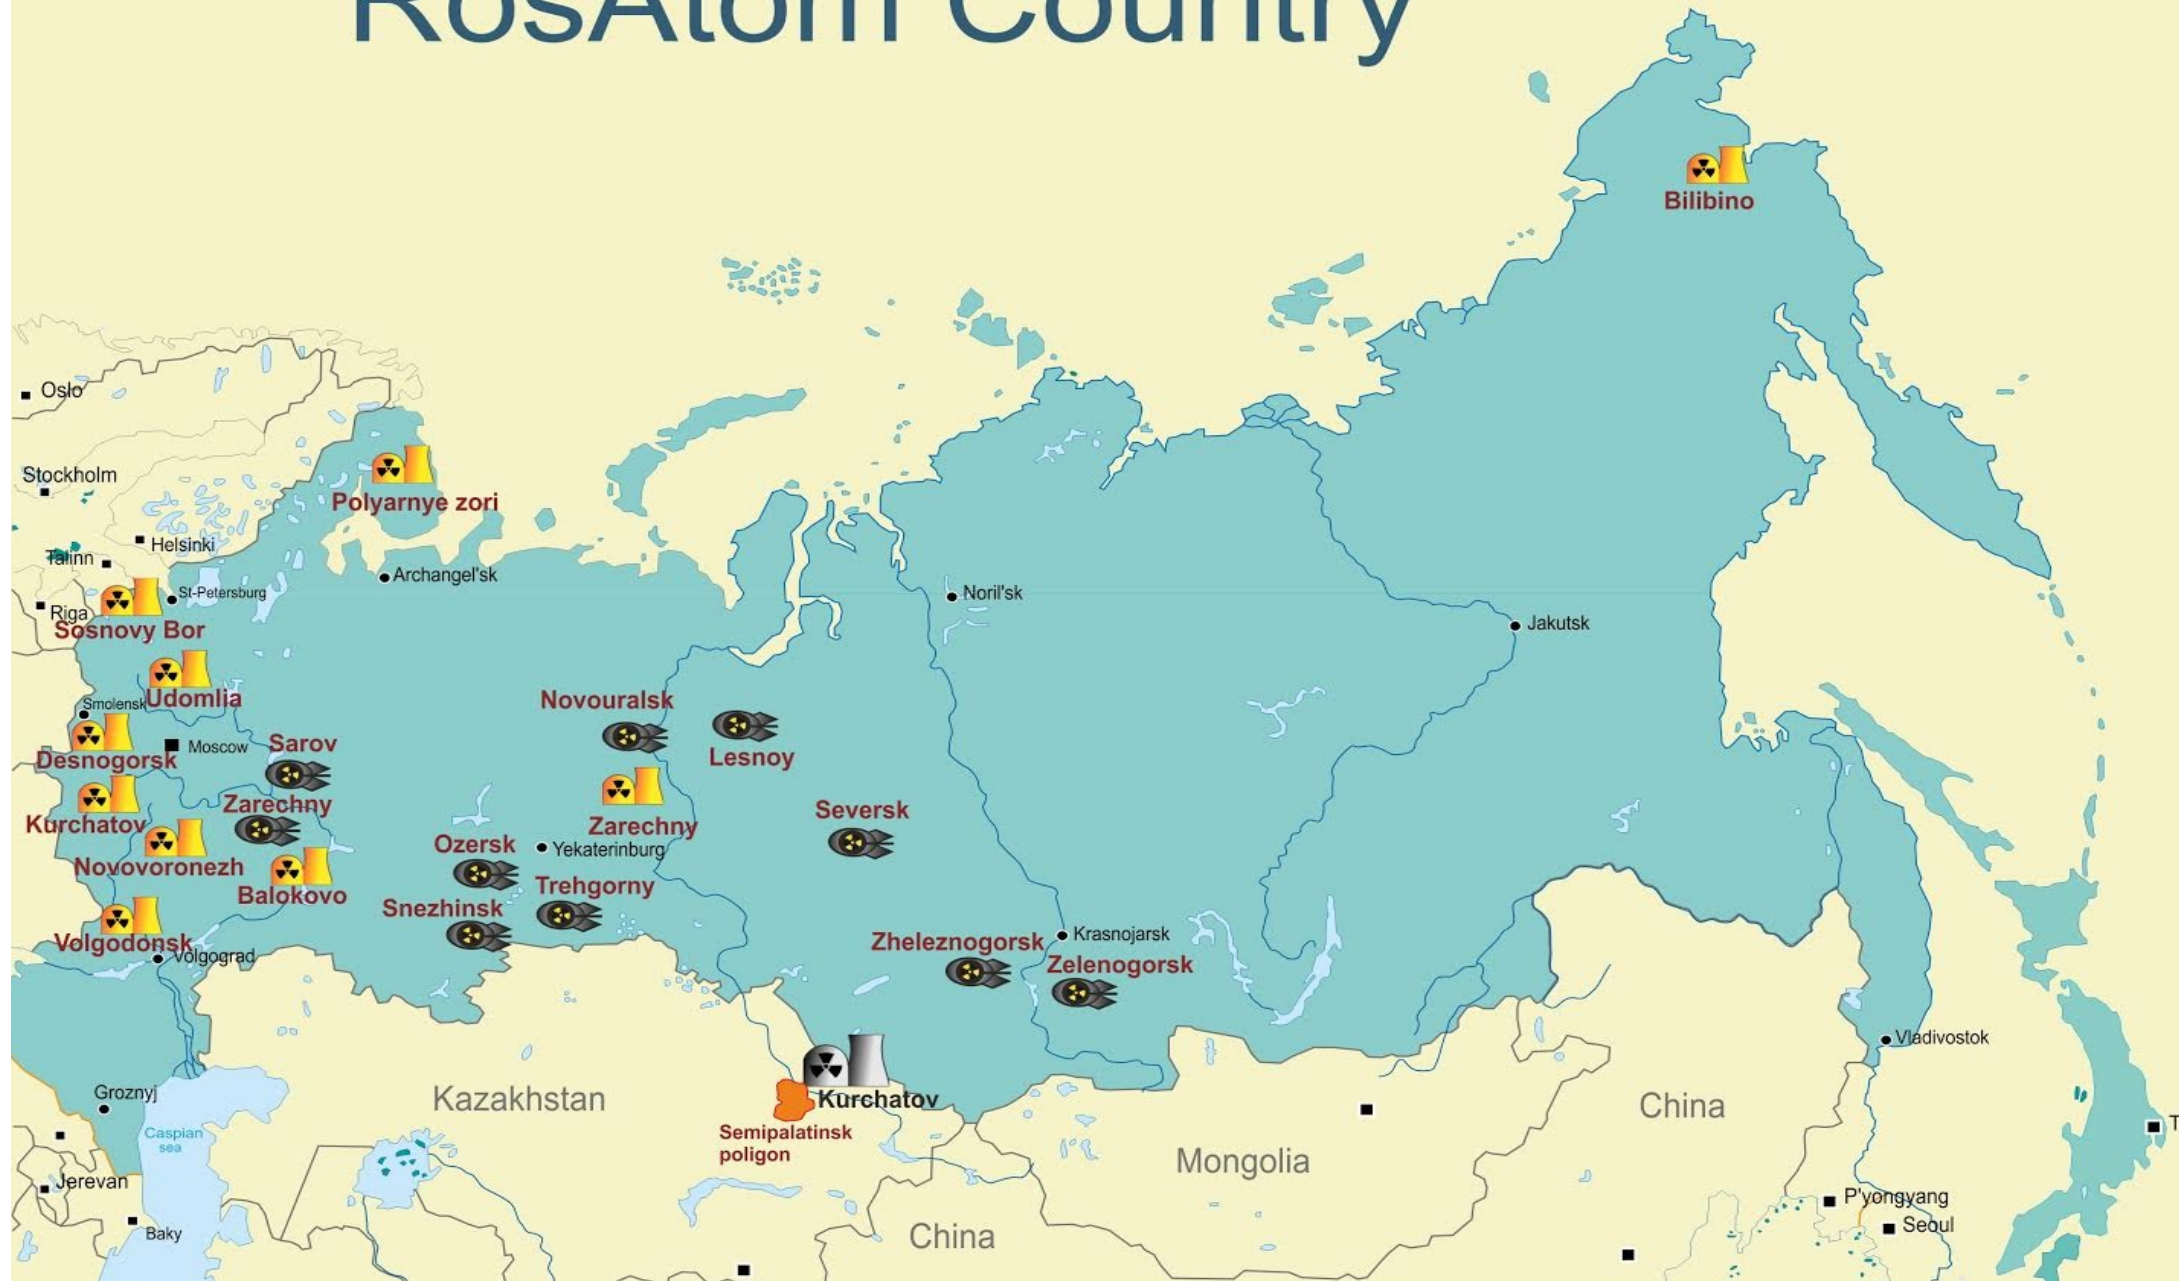 RosAtom Country
Bilibino
Oslo
Stockholm
Polyarnye zori
Helsinki
Talinn
Archangel'sk
St-Petersburg
Noril'sk
Riga
Sosnovy Bor
Jakutsk
Udomlia
Smolensk
Novouralsk
Moscow
Sarov
Lesnoy
Desnogorsk
Zarechny
Seversk
Kurchatov
Zarechny
Ozersk
Yekaterinburg
Novovoronezh
Balokovo
Trehgorny
Snezhinsk
Volgodonsk
Volgograd
Zheleznogorsk
Krasnojarsk
Zelenogorsk
Vladivostok
Groznyj
Kazakhstan
Kurchatov
China
Caspian
sea
Semipalatinsk
poligon
Mongolia
Jerevan
P'yongyang
Baky
China
Seoul